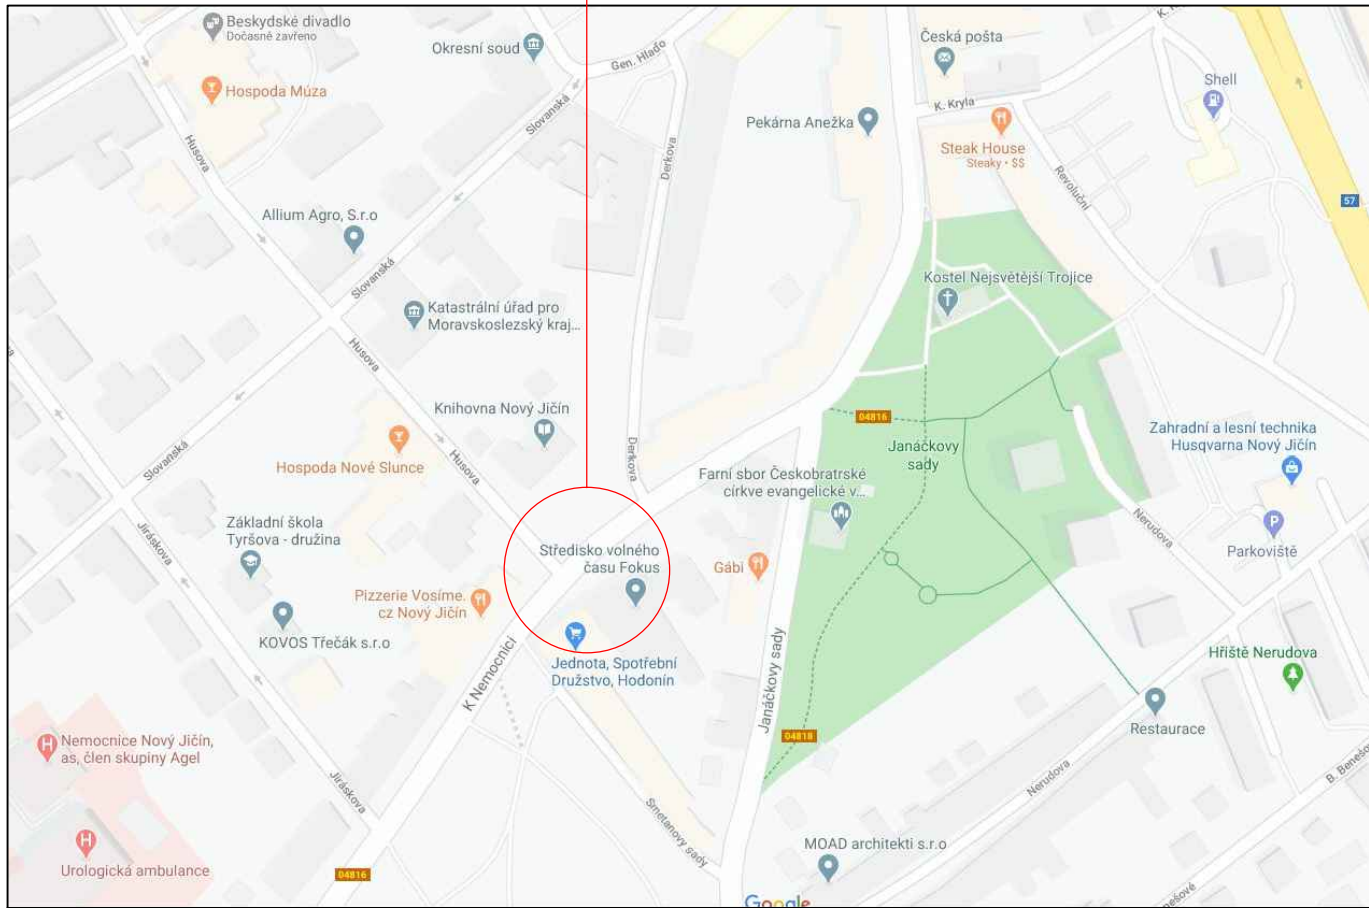 Beskydské divadlo
Dočasně zavřeno
Hospoda Múza
Okresní soud
Gen. Hlaďo
Slovanská
Husova
Derkova
Česká pošta
K. Kryla
Shell
Pekárna Anežka
Steak House
Steaky • $$
Revoluční
57
Allium Agro, S.r.o
Slovanská
Katastrální úřad pro
Moravskoslezský kraj...
Kostel Nejsvětější Trojice
Husova
Knihovna Nový Jičín
Derkova
04816
Janáčkovy
sady
Zahradní a lesní technika
Husqvarna Nový Jičín
Hospoda Nové Slunce
Husova
Slovanská
Farní sbor Českobratrské
církve evangelické v...
Nerudova
Parkoviště
Základní škola
Tyršova - družina
Jiráskova
Středisko volného
času Fokus
Gábi
Pizzerie Vosíme.
cz Nový Jičín
KOVOS Třečák s.r.o
Jednota, Spotřební
Družstvo, Hodonín
K Nemocnici
Janáčkovy sady
Hřiště Nerudova
Restaurace
04818
Nemocnice Nový Jičín,
as, člen skupiny Agel
Jiráskova
Smetanovy sady
Nerudova
B. Benešové
MOAD architekti s.r.o
Urologická ambulance
04816
Google